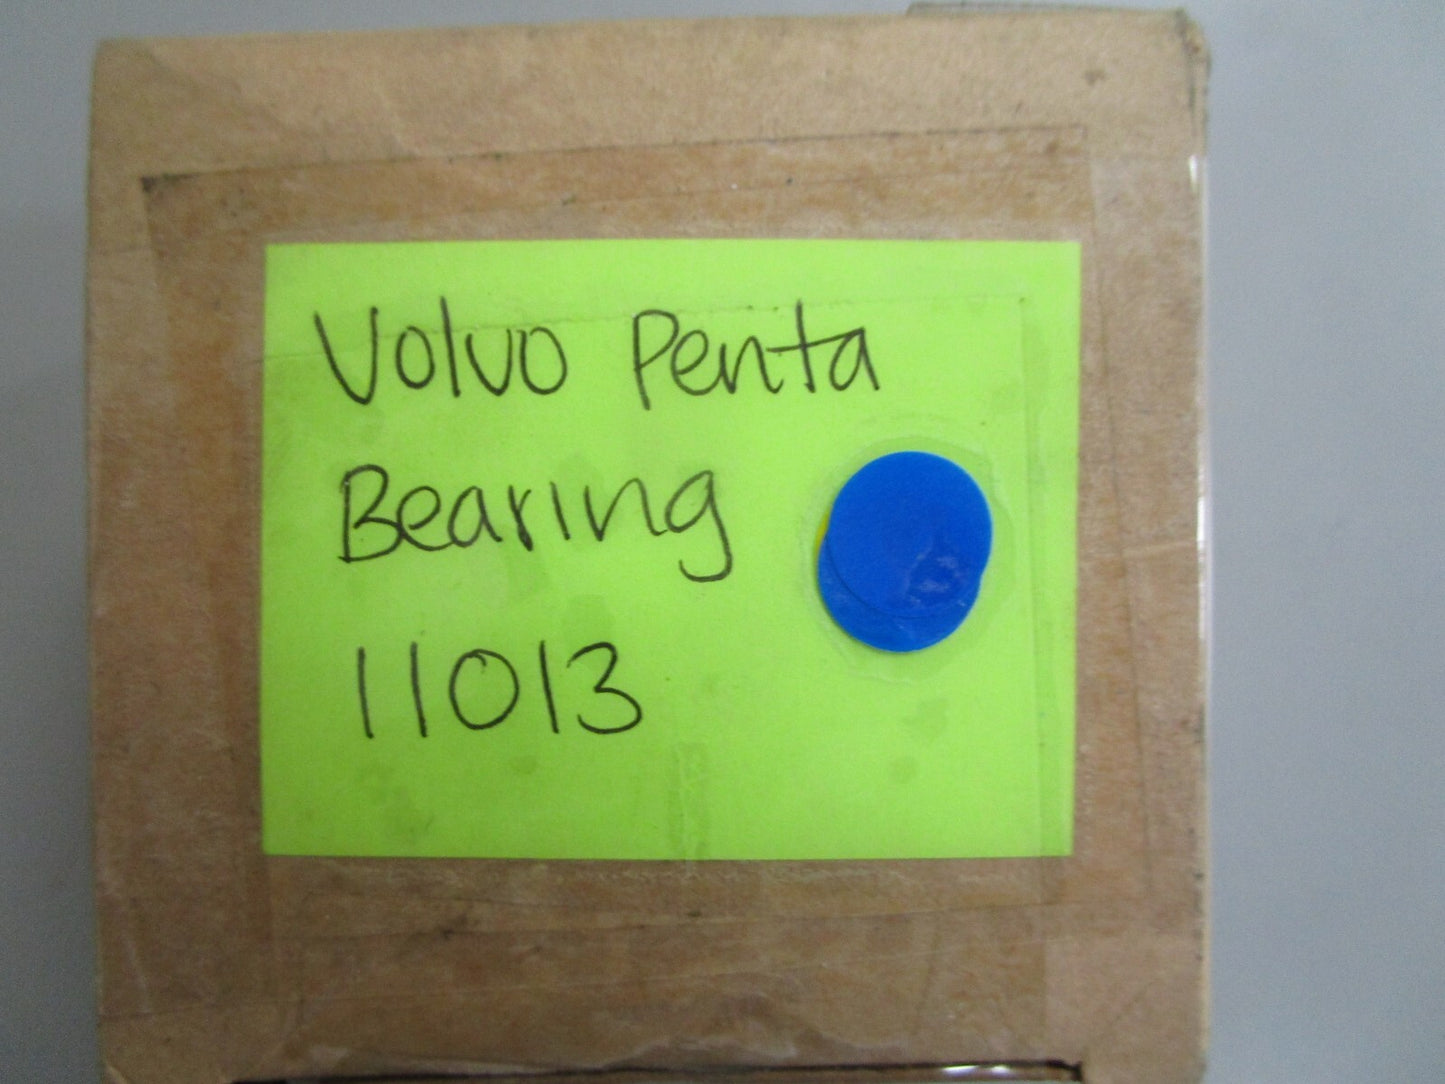 Volvo Penta
Bearing
11013